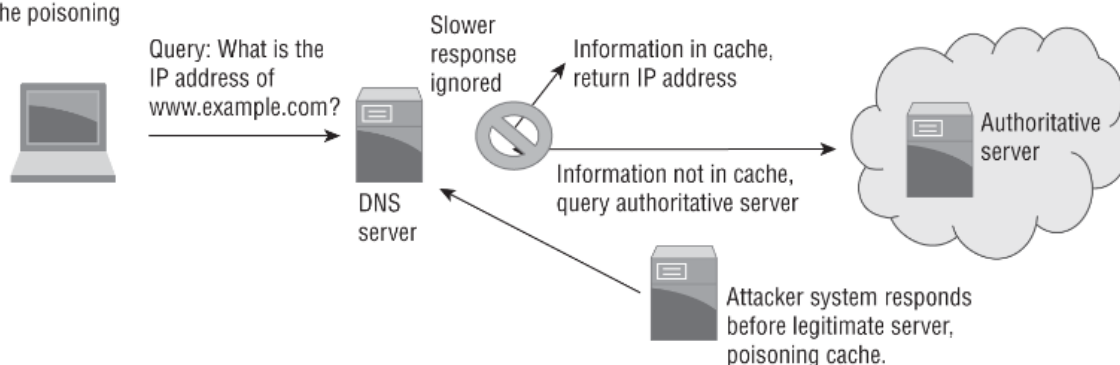 he poisoning
Query: What is the
IP address of
www.example.com?
Slower
response
ignored
Information in cache,
return IP address
Authoritative
server
Information not in cache,
query authoritative server
DNS
server
Attacker system responds
before legitimate server,
poisoning cache.